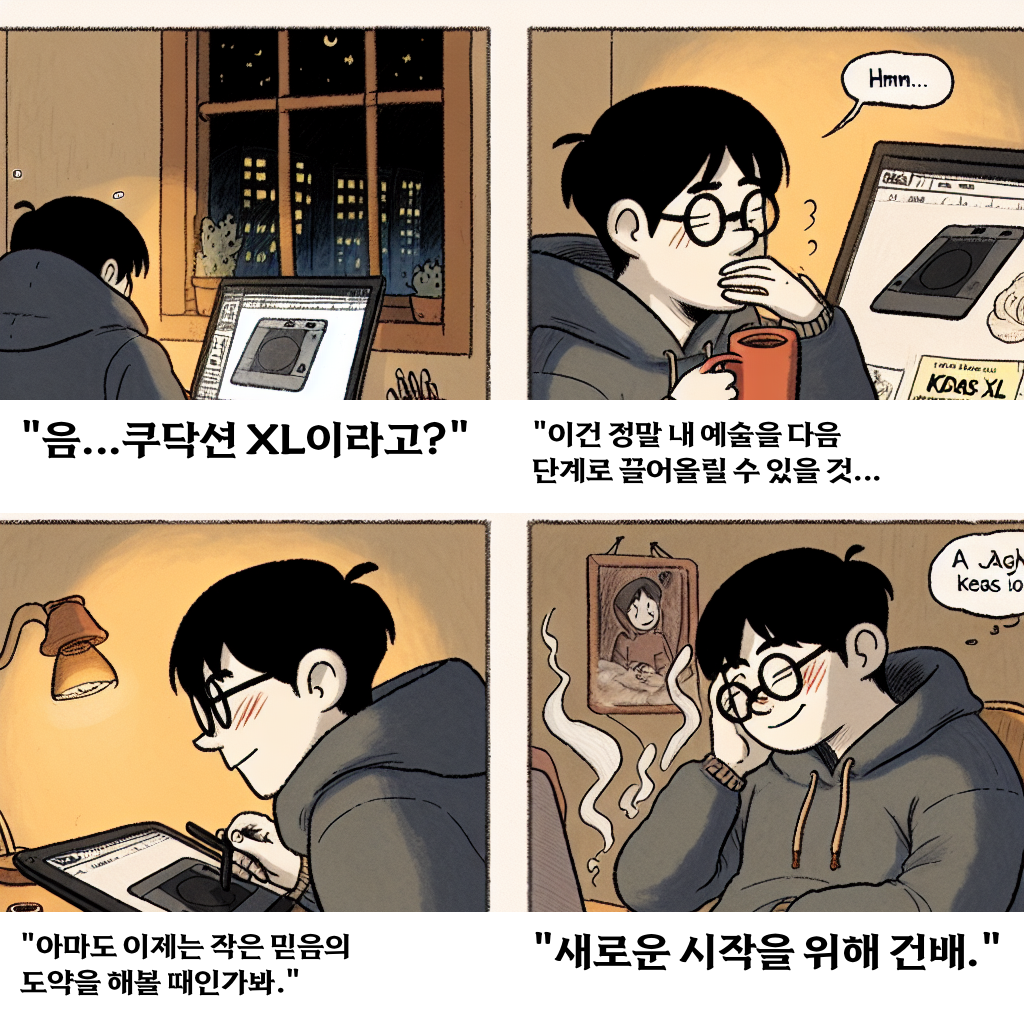 Hmn...
KDAS XL
"음...쿠닥션 XL이라고?"
"이건 정말 내 예술을 다음
단계로 끌어올릴 수 있을 것...
A JAGH
keas io
"아마도 이제는 작은 믿음의
도약을 해볼 때인가봐."
"새로운 시작을 위해 건배."